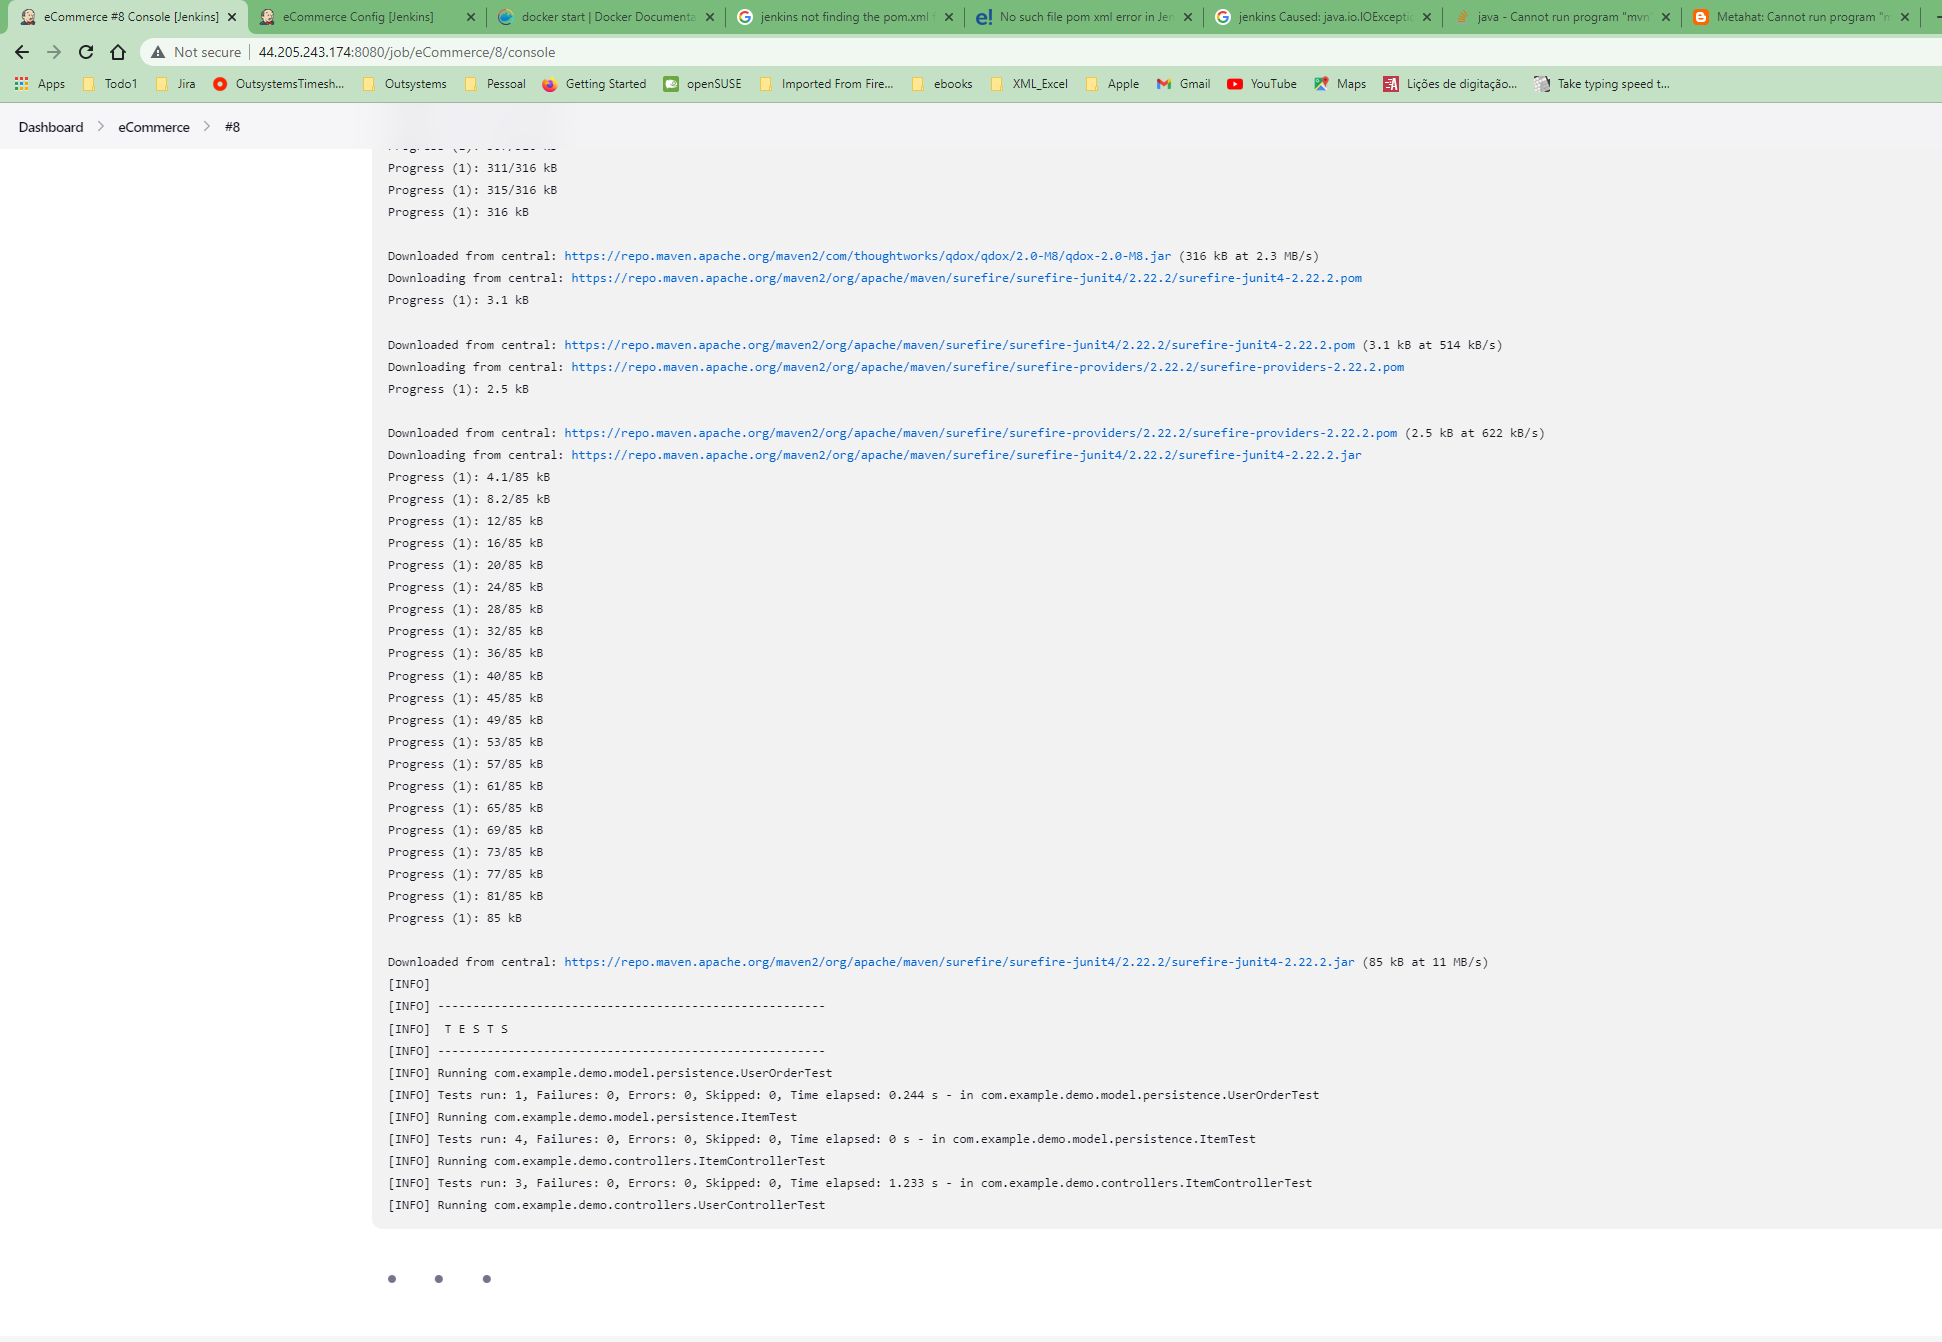 eCommerce #8 Console [Jenkins]
eCommerce Config [Jenkins]
docker start | Docker Documenta
jenkins not finding the pom.xml f
No such file pom xml error in Jen
jenkins Caused: java.io.IOExceptio
java - Cannot run program "mvn"
Metahat: Cannot run program "m
Not secure
44.205.243.174:8080/job/eCommerce/8/console
Apps
Todo1
Jira
OutsystemsTimesh...
Outsystems
Pessoal
Getting Started
openSUSE
Imported From Fire...
ebooks
XML_Excel
Apple
Gmail
YouTube
Maps
Lições de digitação...
Take typing speed t...
Dashboard > eCommerce > #8
Progress (1): 311/316 kB
Progress (1): 315/316 kB
Progress (1): 316 kB
Downloaded from central: https://repo.maven.apache.org/maven2/com/thoughtworks/qdox/qdox/2.0-M8/qdox-2.0-M8.jar (316 kB at 2.3 MB/s)
Downloading from central: https://repo.maven.apache.org/maven2/org/apache/maven/surefire/surefire-junit4/2.22.2/surefire-junit4-2.22.2.pom
Progress (1): 3.1 kB
Downloaded from central: https://repo.maven.apache.org/maven2/org/apache/maven/surefire/surefire-junit4/2.22.2/surefire-junit4-2.22.2.pom (3.1 kB at 514 kB/s)
Downloading from central: https://repo.maven.apache.org/maven2/org/apache/maven/surefire/surefire-providers/2.22.2/surefire-providers-2.22.2.pom
Progress (1): 2.5 kB
Downloaded from central: https://repo.maven.apache.org/maven2/org/apache/maven/surefire/surefire-providers/2.22.2/surefire-providers-2.22.2.pom (2.5 kB at 622 kB/s)
Downloading from central: https://repo.maven.apache.org/maven2/org/apache/maven/surefire/surefire-junit4/2.22.2/surefire-junit4-2.22.2.jar
Progress (1): 4.1/85 kB
Progress (1): 8.2/85 kB
Progress (1): 12/85 kB
Progress (1): 16/85 kB
Progress (1): 20/85 kB
Progress (1): 24/85 kB
Progress (1): 28/85 kB
Progress (1): 32/85 kB
Progress (1): 36/85 kB
Progress (1): 40/85 kB
Progress (1): 45/85 kB
Progress (1): 49/85 kB
Progress (1): 53/85 kB
Progress (1): 57/85 kB
Progress (1): 61/85 kB
Progress (1): 65/85 kB
Progress (1): 69/85 kB
Progress (1): 73/85 kB
Progress (1): 77/85 kB
Progress (1): 81/85 kB
Progress (1): 85 kB
Downloaded from central: https://repo.maven.apache.org/maven2/org/apache/maven/surefire/surefire-junit4/2.22.2/surefire-junit4-2.22.2.jar (85 kB at 11 MB/s)
[INFO]
[INFO] -------------------------------------------------------
[INFO]  T E S T S
[INFO] -------------------------------------------------------
[INFO] Running com.example.demo.model.persistence.UserOrderTest
[INFO] Tests run: 1, Failures: 0, Errors: 0, Skipped: 0, Time elapsed: 0.244 s - in com.example.demo.model.persistence.UserOrderTest
[INFO] Running com.example.demo.model.persistence.ItemTest
[INFO] Tests run: 4, Failures: 0, Errors: 0, Skipped: 0, Time elapsed: 0 s - in com.example.demo.model.persistence.ItemTest
[INFO] Running com.example.demo.controllers.ItemControllerTest
[INFO] Tests run: 3, Failures: 0, Errors: 0, Skipped: 0, Time elapsed: 1.233 s - in com.example.demo.controllers.ItemControllerTest
[INFO] Running com.example.demo.controllers.UserControllerTest